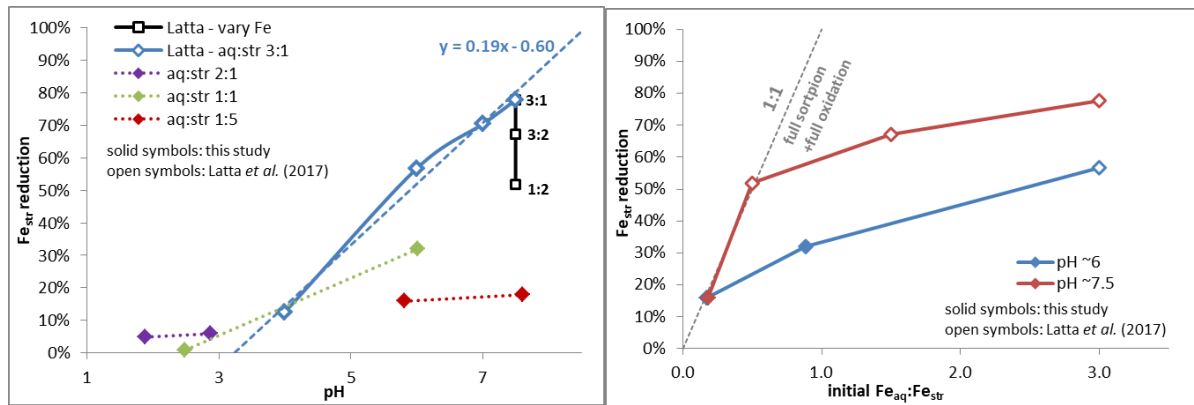 100%
90%
80%
70%
60%
50%
40%
30%
20%
10%
0%
Fe_str reduction
1
3
5
7
pH
Latta - vary Fe
Latta - aq:str 3:1
aq:str 2:1
aq:str 1:1
aq:str 1:5
solid symbols: this study
open symbols: Latta et al. (2017)
y = 0.19x - 0.60
3:1
3:2
1:2
100%
90%
80%
70%
60%
50%
40%
30%
20%
10%
0%
Fe_str reduction
0.0
1.0
2.0
3.0
initial Fe_aq:Fe_str
1:1
full sortpion
+full oxidation
pH ~6
pH ~7.5
solid symbols: this study
open symbols: Latta et al. (2017)